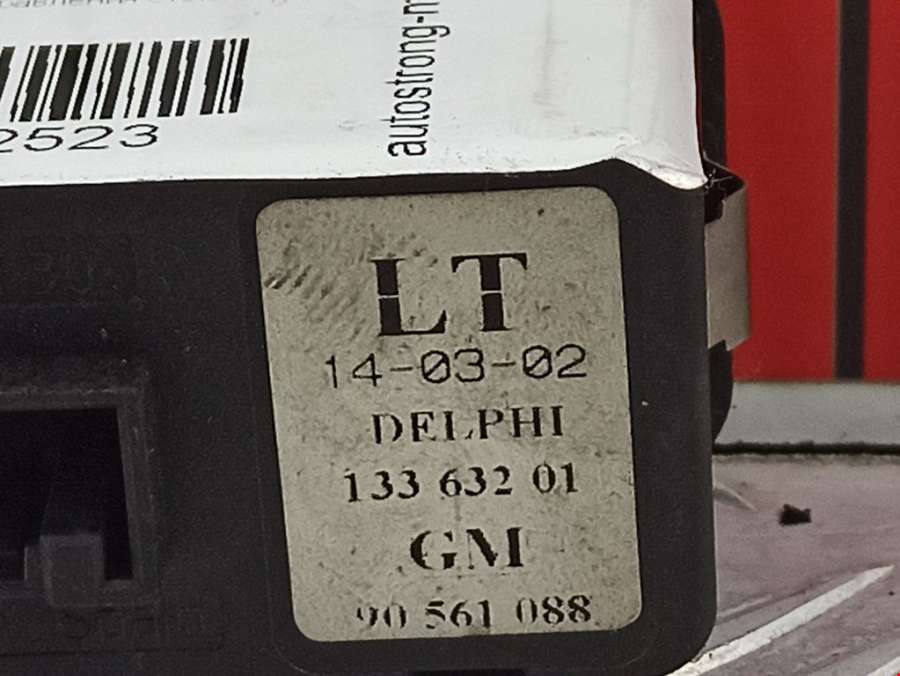 2523
autostrong-m
LT
14-03-02
DELPHI
133 632 01
GM
90 561 088